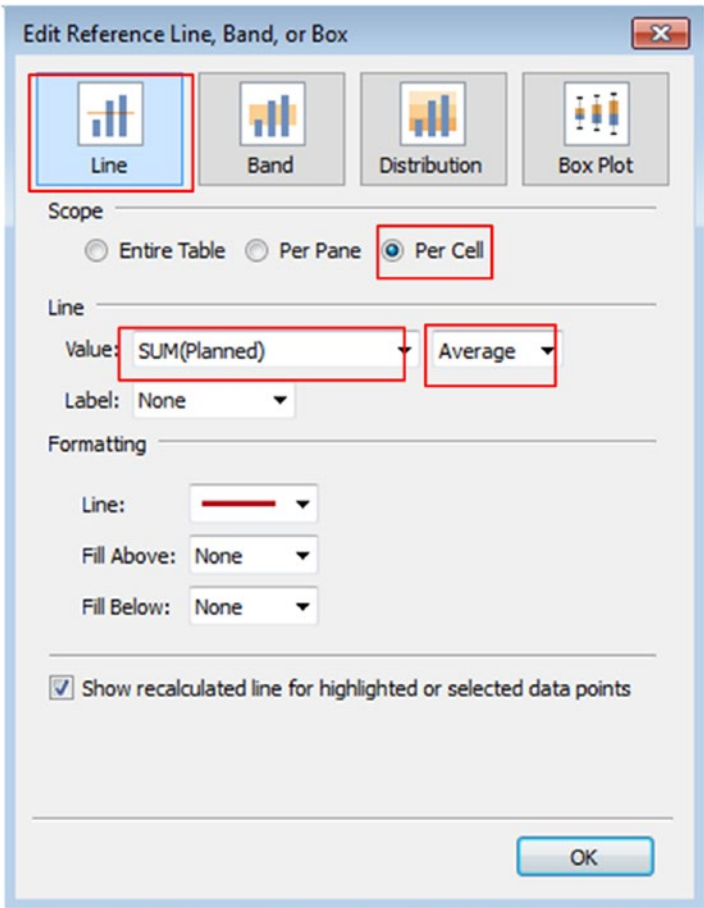 Edit Reference Line, Band, or Box
Line Band Distribution Box Plot
Scope
Entire Table Per Pane Per Cell
Line
Value: SUM(Planned) Average
Label: None
Formatting
Line:
Fill Above: None
Fill Below: None
Show recalculated line for highlighted or selected data points
OK